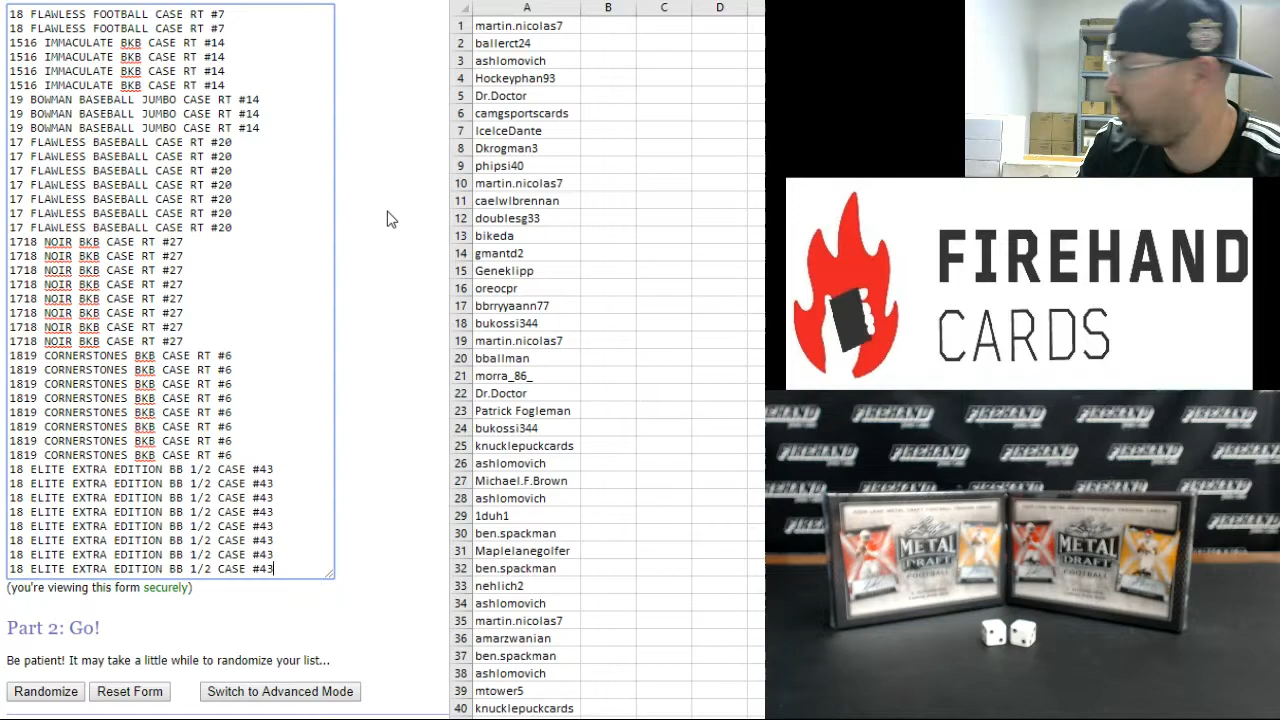 18 FLAWLESS FOOTBALL CASE RT #7
18 FLAWLESS FOOTBALL CASE RT #7
1516 IMMACULATE BKB CASE RT #14
1516 IMMACULATE BKB CASE RT #14
1516 IMMACULATE BKB CASE RT #14
1516 IMMACULATE BKB CASE RT #14
19 BOWMAN BASEBALL JUMBO CASE RT #14
19 BOWMAN BASEBALL JUMBO CASE RT #14
19 BOWMAN BASEBALL JUMBO CASE RT #14
17 FLAWLESS BASEBALL CASE RT #20
17 FLAWLESS BASEBALL CASE RT #20
17 FLAWLESS BASEBALL CASE RT #20
17 FLAWLESS BASEBALL CASE RT #20
17 FLAWLESS BASEBALL CASE RT #20
17 FLAWLESS BASEBALL CASE RT #20
17 FLAWLESS BASEBALL CASE RT #20
1718 NOIR BKB CASE RT #27
1718 NOIR BKB CASE RT #27
1718 NOIR BKB CASE RT #27
1718 NOIR BKB CASE RT #27
1718 NOIR BKB CASE RT #27
1718 NOIR BKB CASE RT #27
1718 NOIR BKB CASE RT #27
1718 NOIR BKB CASE RT #27
1819 CORNERSTONES BKB CASE RT #6
1819 CORNERSTONES BKB CASE RT #6
1819 CORNERSTONES BKB CASE RT #6
1819 CORNERSTONES BKB CASE RT #6
1819 CORNERSTONES BKB CASE RT #6
1819 CORNERSTONES BKB CASE RT #6
1819 CORNERSTONES BKB CASE RT #6
1819 CORNERSTONES BKB CASE RT #6
18 ELITE EXTRA EDITION BB 1/2 CASE #43
18 ELITE EXTRA EDITION BB 1/2 CASE #43
18 ELITE EXTRA EDITION BB 1/2 CASE #43
18 ELITE EXTRA EDITION BB 1/2 CASE #43
18 ELITE EXTRA EDITION BB 1/2 CASE #43
18 ELITE EXTRA EDITION BB 1/2 CASE #43
18 ELITE EXTRA EDITION BB 1/2 CASE #43
18 ELITE EXTRA EDITION BB 1/2 CASE #43
(you're viewing this form securely)
Part 2: Go!
Be patient! It may take a little while to randomize your list...
Randomize Reset Form Switch to Advanced Mode
A B C D
1 martin.nicolas7
2 ballerct24
3 ashlomovich
4 Hockeyphan93
5 Dr.Doctor
6 camgsportscards
7 IceIceDante
8 Dkrogman3
9 phipsi40
10 martin.nicolas7
11 caelwlbrennan
12 doublesg33
13 bikeda
14 gmantd2
15 Geneklipp
16 oreocpr
17 bbrryyaann77
18 bukossi344
19 martin.nicolas7
20 bballman
21 morra_86_
22 Dr.Doctor
23 Patrick Fogleman
24 bukossi344
25 knucklepuckcards
26 ashlomovich
27 Michael.F.Brown
28 ashlomovich
29 1duh1
30 ben.spackman
31 Maplelanegolfer
32 ben.spackman
33 nehlich2
34 ashlomovich
35 martin.nicolas7
36 amarzwanian
37 ben.spackman
38 ashlomovich
39 mtower5
40 knucklepuckcards
FIREHAND
CARDS
FIREHAND
METAL
DRAFT
FOOTBALL
METAL
DRAFT
FOOTBALL